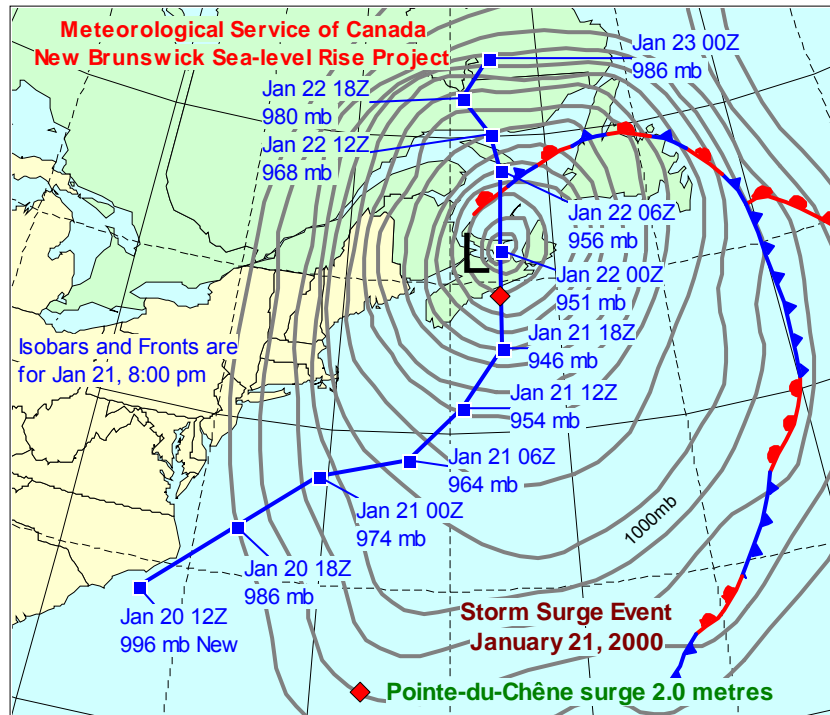 Meteorological Service of Canada
New Brunswick Sea-level Rise Project
Jan 23 00Z
986 mb
Jan 22 18Z
980 mb
Jan 22 12Z
968 mb
Jan 22 06Z
956 mb
L
Jan 22 00Z
951 mb
Isobars and Fronts are
for Jan 21, 8:00 pm
Jan 21 18Z
946 mb
Jan 21 12Z
954 mb
Jan 21 06Z
964 mb
Jan 21 00Z
974 mb
1000mb
Jan 20 18Z
986 mb
Jan 20 12Z
996 mb New
Storm Surge Event
January 21, 2000
Pointe-du-Chêne surge 2.0 metres